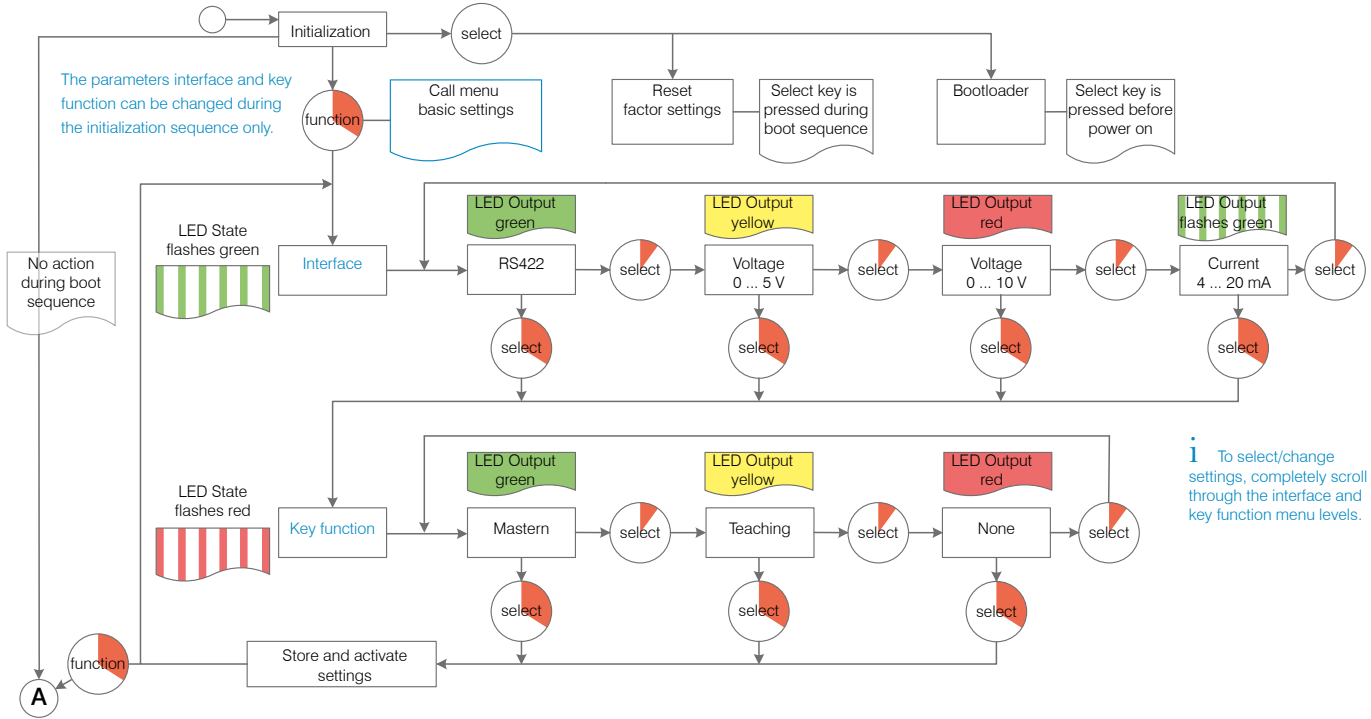 Initialization
select
The parameters interface and key
function can be changed during
the initialization sequence only.
function
Call menu
basic settings
Reset
factor settings
Select key is
pressed during
boot sequence
Bootloader
Select key is
pressed before
power on
No action
during boot
sequence
LED State
flashes green
Interface
LED Output
green
RS422
select
select
LED Output
yellow
Voltage
0 ... 5 V
select
select
LED Output
red
Voltage
0 ... 10 V
select
select
LED Output
flashes green
Current
4 ... 20 mA
select
select
LED State
flashes red
Key function
LED Output
green
Mastern
select
select
LED Output
yellow
Teaching
select
select
LED Output
red
None
select
select
i To select/change
settings, completely scroll
through the interface and
key function menu levels.
Store and activate
settings
function
A